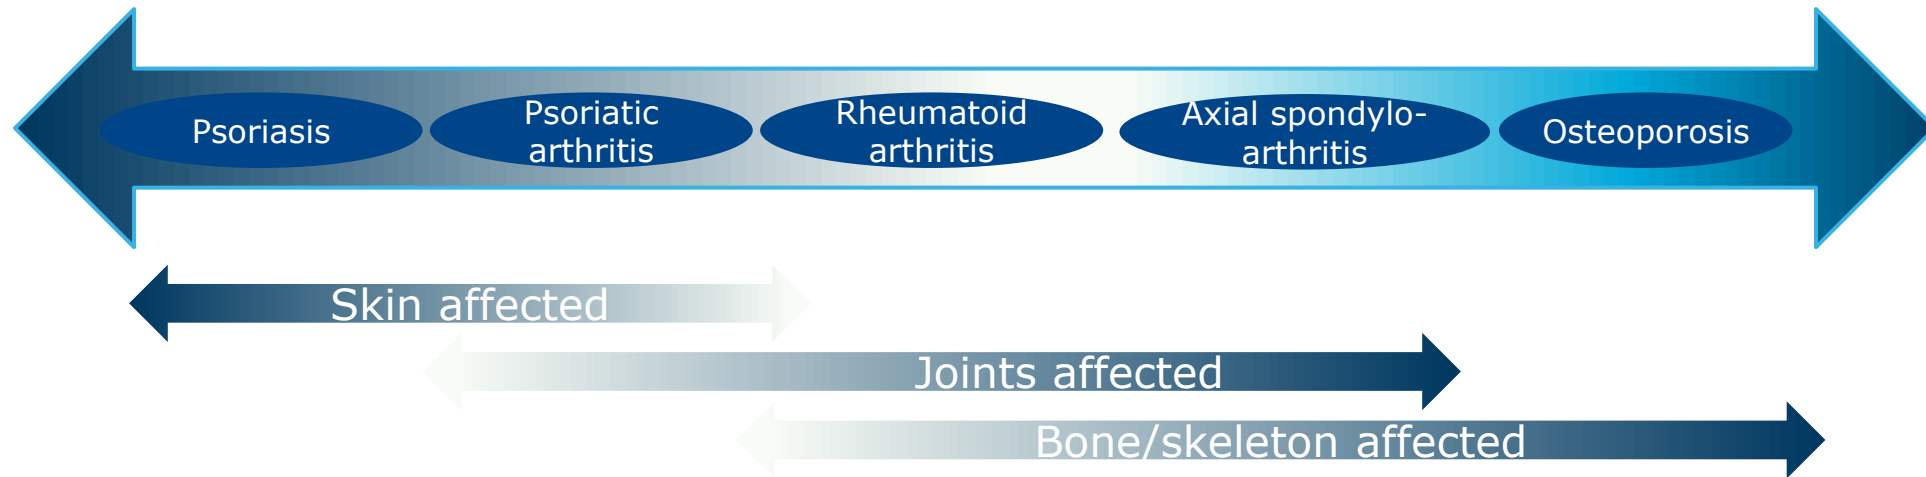 Psoriasis
Psoriatic
arthritis
Rheumatoid
arthritis
Axial spondylo-
arthritis
Osteoporosis
Skin affected
Joints affected
Bone/skeleton affected